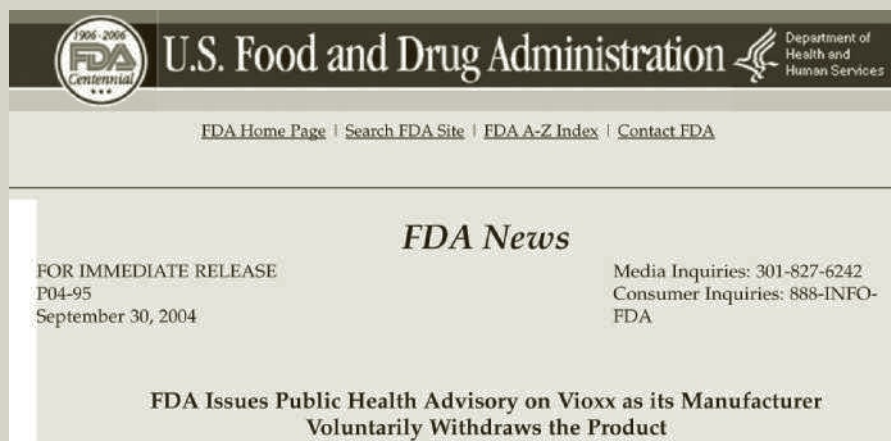 1906-2006
FDA
Centennial
U.S. Food and Drug Administration
Department of
Health and
Human Services
FDA Home Page | Search FDA Site | FDA A-Z Index | Contact FDA
FDA News
FOR IMMEDIATE RELEASE
P04-95
September 30, 2004
Media Inquiries: 301-827-6242
Consumer Inquiries: 888-INFO-
FDA
FDA Issues Public Health Advisory on Vioxx as its Manufacturer
Voluntarily Withdraws the Product